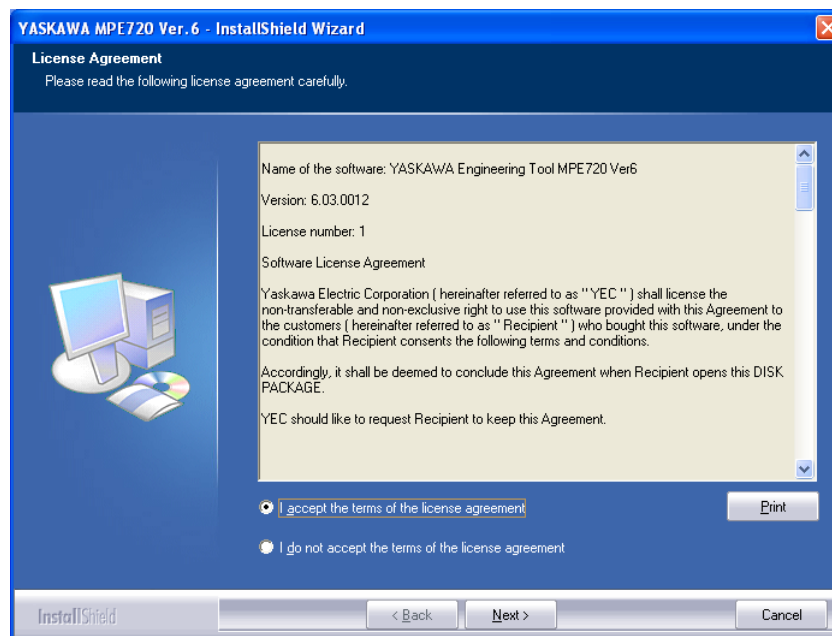 YASKAWA MPE720 Ver.6 - InstallShield Wizard
License Agreement
Please read the following license agreement carefully.
Name of the software: YASKAWA Engineering Tool MPE720 Ver6
Version: 6.03.0012
License number: 1
Software License Agreement
Yaskawa Electric Corporation ( hereinafter referred to as " YEC " ) shall license the
non-transferable and non-exclusive right to use this software provided with this Agreement to
the customers ( hereinafter referred to as " Recipient " ) who bought this software, under the
condition that Recipient consents the following terms and conditions.
Accordingly, it shall be deemed to conclude this Agreement when Recipient opens this DISK
PACKAGE.
YEC should like to request Recipient to keep this Agreement.
I accept the terms of the license agreement
Print
I do not accept the terms of the license agreement
InstallShield
< Back
Next >
Cancel